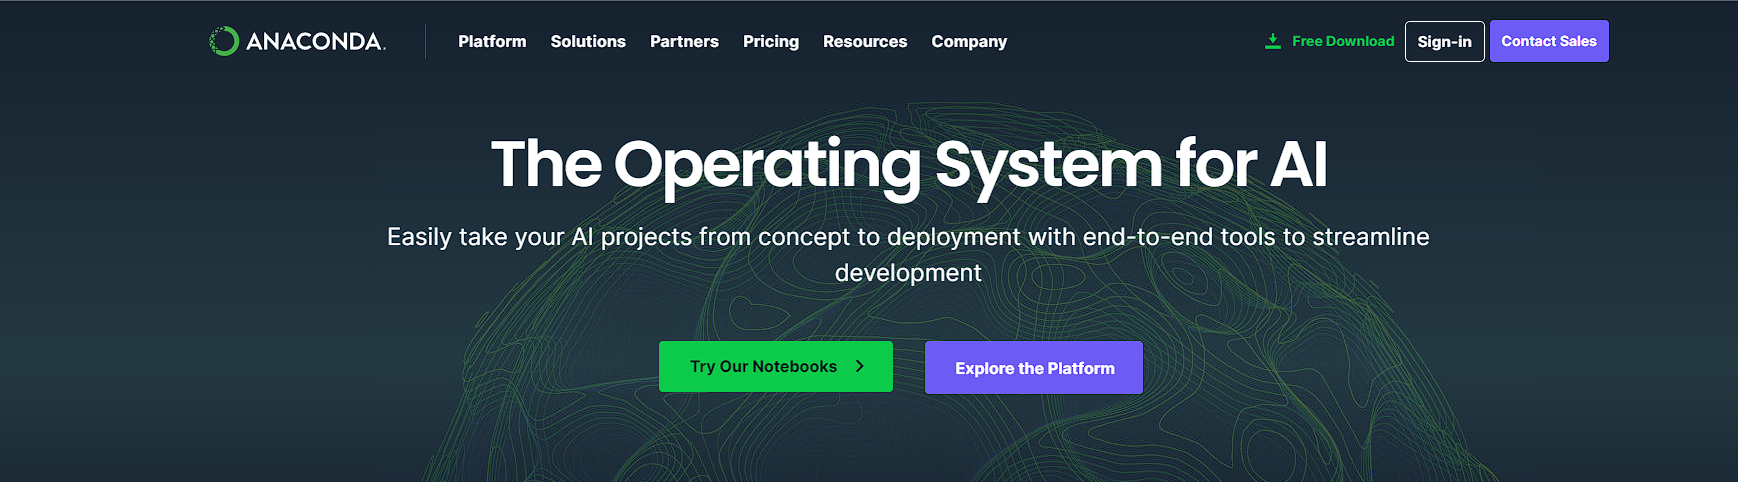 ANACONDA.
Platform
Solutions
Partners
Pricing
Resources
Company
Free Download
Sign-in
Contact Sales
The Operating System for AI
Easily take your AI projects from concept to deployment with end-to-end tools to streamline
development
Try Our Notebooks
Explore the Platform